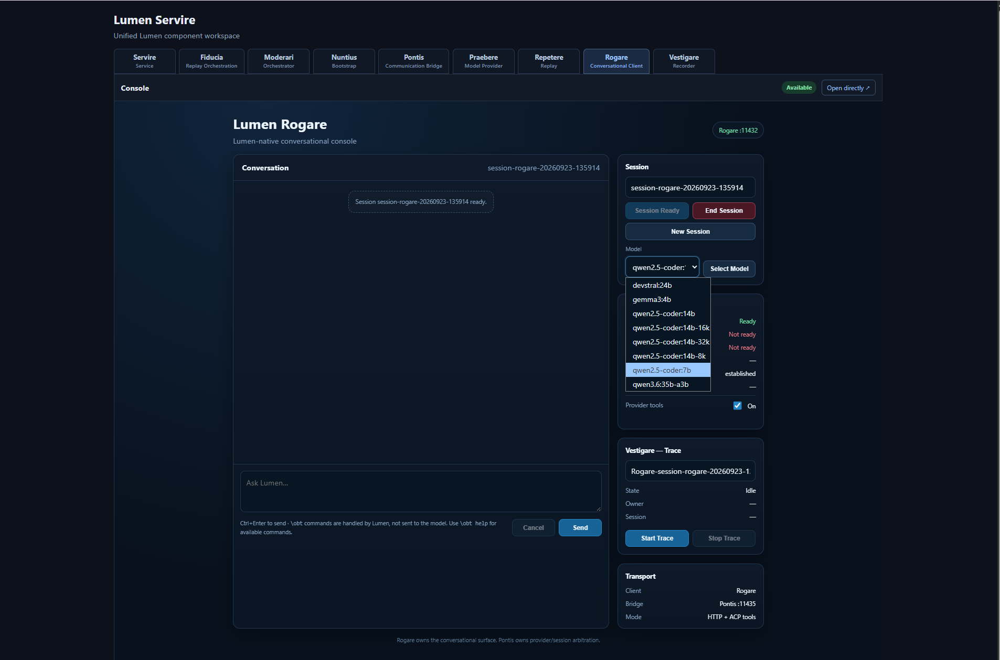 Lumen Servire
Unified Lumen component workspace
Servire
Service
Fiducia
Replay Orchestration
Moderari
Orchestrator
Nuntius
Bootstrap
Pontis
Communication Bridge
Praebere
Model Provider
Repetere
Replay
Rogare
Conversational Client
Vestigare
Recorder
Console
Available
Open directly ↗
Lumen Rogare
Lumen-native conversational console
Rogare :11432
Conversation
session-rogare-20260923-135914
Session session-rogare-20260923-135914 ready.
Ask Lumen...
Ctrl+Enter to send · \obt commands are handled by Lumen, not sent to the model. Use \obt help for
available commands.
Cancel
Send
Session
session-rogare-20260923-135914
Session Ready
End Session
New Session
Model
qwen2.5-coder:
Select Model
devstral:24b
gemma3:4b
qwen2.5-coder:14b
qwen2.5-coder:14b-16k
qwen2.5-coder:14b-32k
qwen2.5-coder:14b-8k
qwen2.5-coder:7b
qwen3.6:35b-a3b
Ready
Not ready
Not ready
—
established
—
Provider tools
On
Vestigare — Trace
Rogare-session-rogare-20260923-1
State
Idle
Owner
—
Session
—
Start Trace
Stop Trace
Transport
Client
Rogare
Bridge
Pontis :11435
Mode
HTTP + ACP tools
Rogare owns the conversational surface. Pontis owns provider/session arbitration.